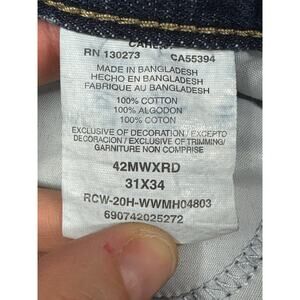 RN 130273 CA55394
MADE IN BANGLADESH
HECHO EN BANGLADESH
FABRIQUE AU BANGLADESH
100% COTTON
100% ALGODON
100% COTON
EXCLUSIVE OF DECORATION/EXCEPTO
DECORACION/EXCLUSIVE OF TRIMMING/
GARNITURE NON COMPRISE
42MWXRD
31X34
RCW-20H-WWMH04803
690742025272